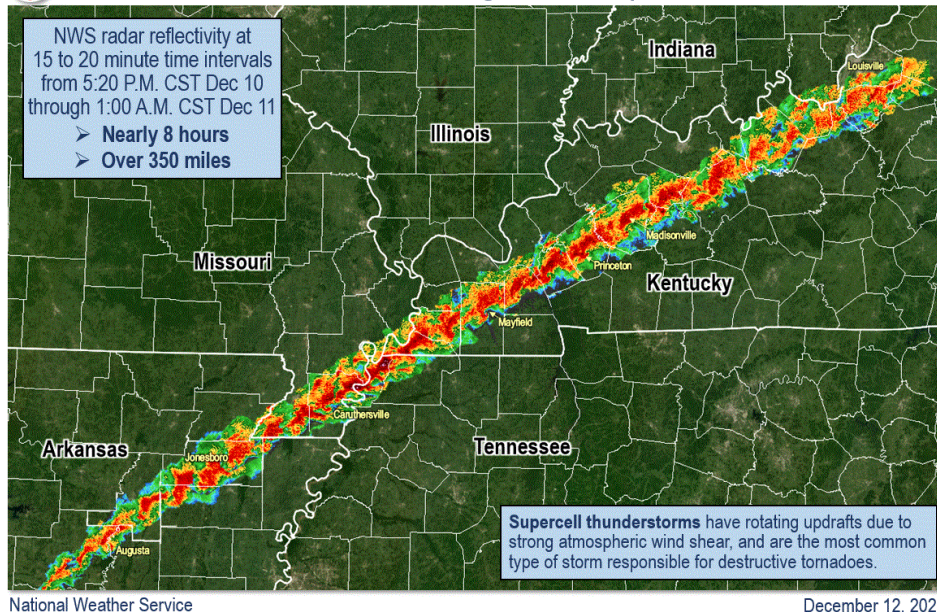 NWS radar reflectivity at
15 to 20 minute time intervals
from 5:20 P.M. CST Dec 10
through 1:00 A.M. CST Dec 11
➢ Nearly 8 hours
➢ Over 350 miles
Indiana
Louisville
Illinois
Madisonville
Missouri
Princeton
Kentucky
Mayfield
Caruthersville
Arkansas
Jonesboro
Tennessee
Augusta
Supercell thunderstorms have rotating updrafts due to
strong atmospheric wind shear, and are the most common
type of storm responsible for destructive tornadoes.
National Weather Service
December 12, 202